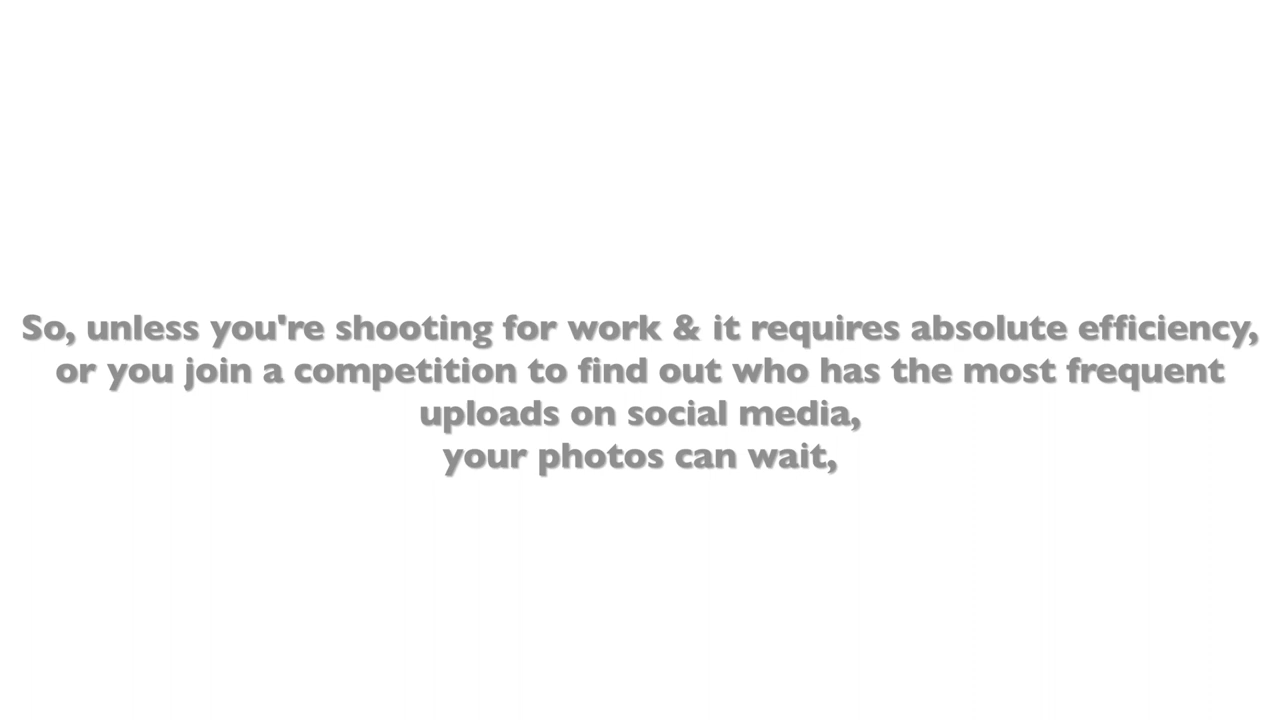 So, unless you're shooting for work & it requires absolute efficiency,
or you join a competition to find out who has the most frequent
uploads on social media,
your photos can wait,